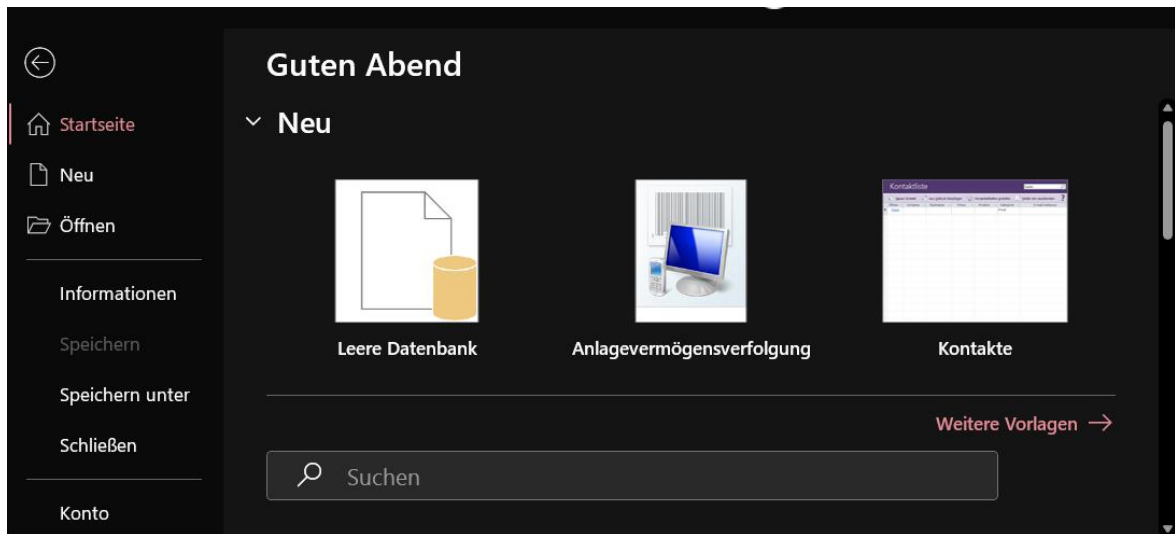 Guten Abend
Startseite
Neu
Öffnen
Informationen
Speichern
Speichern unter
Schließen
Konto
Neu
Kontaktliste
Leere Datenbank
Anlagevermögensverfolgung
Kontakte
Weitere Vorlagen
Suchen